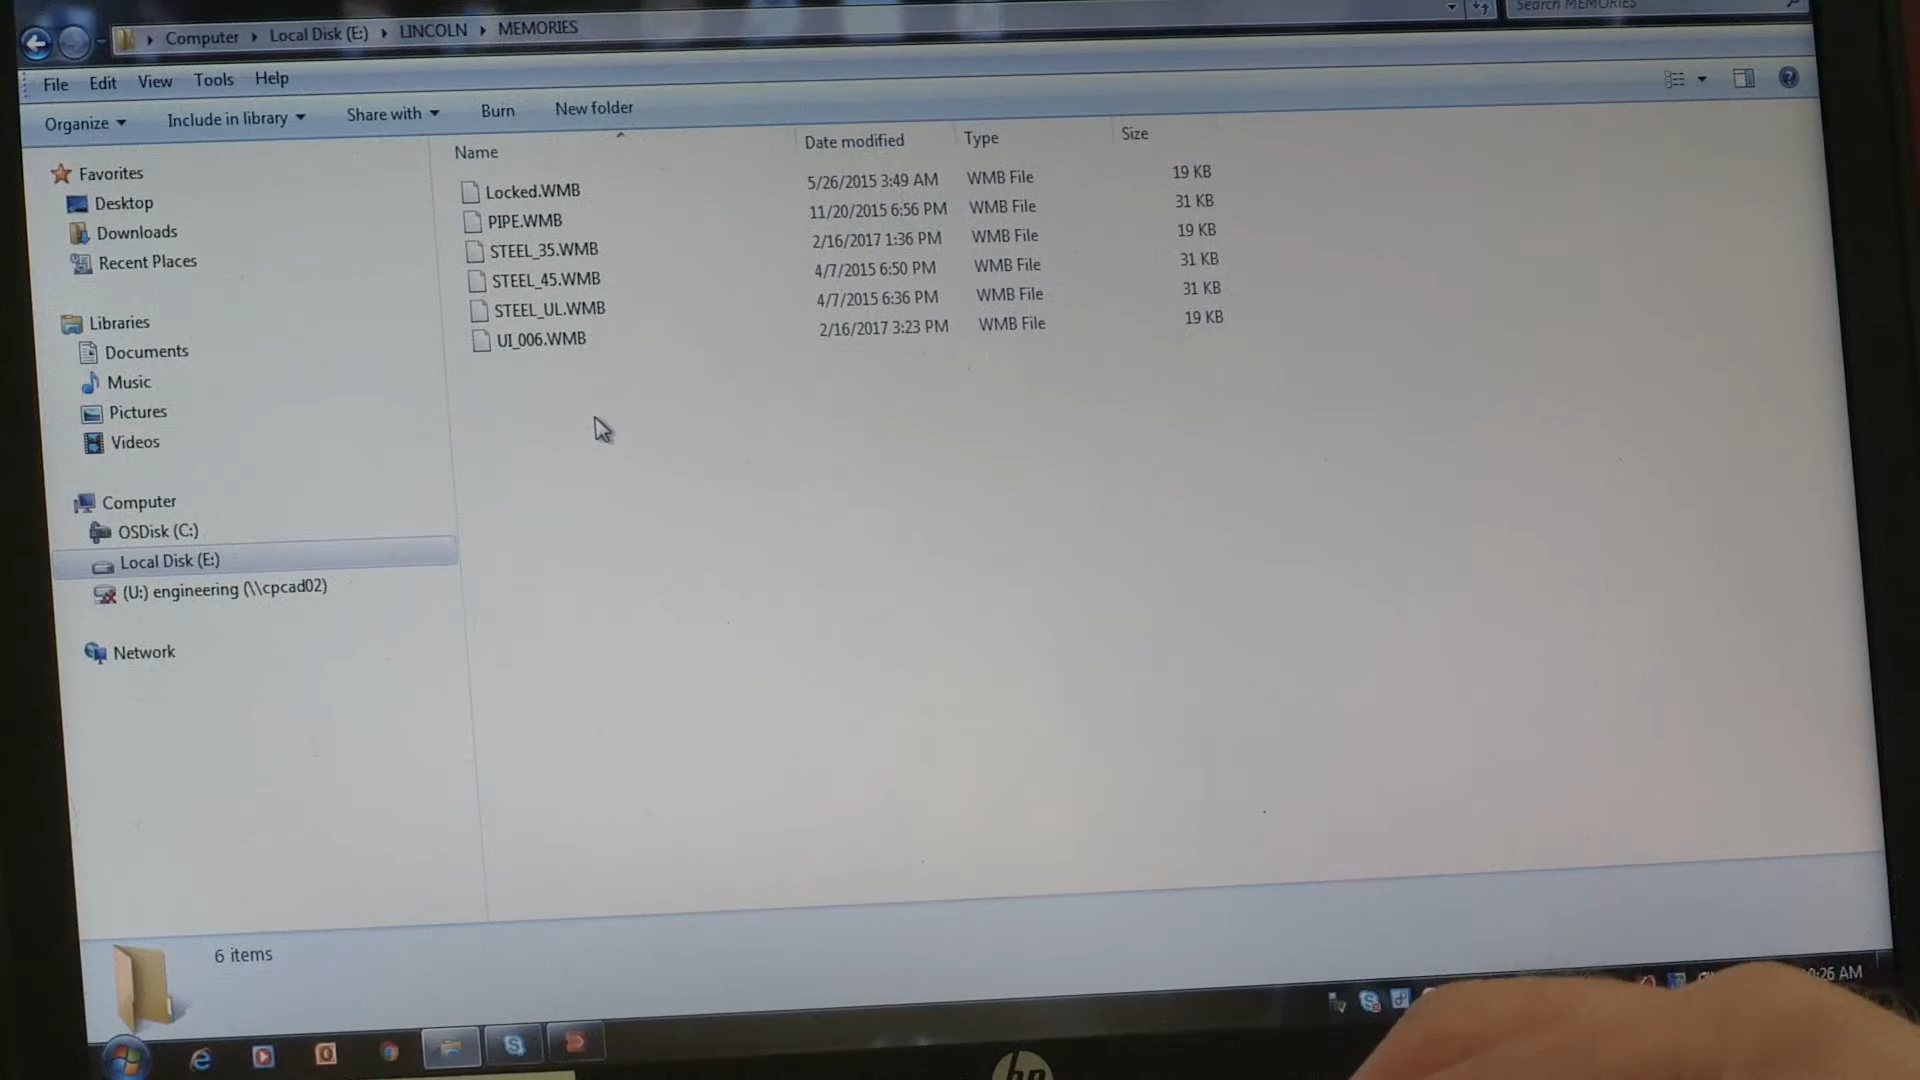 Computer Local Disk (E:) LINCOLN MEMORIES
Search MEMORIES
File Edit View Tools Help
Organize Include in library Share with Burn New folder
Name Date modified Type Size
Favorites
Desktop
Downloads
Recent Places
Libraries
Documents
Music
Pictures
Videos
Computer
OSDisk (C:)
Local Disk (E:)
(U:) engineering (\\cpcad02)
Network
Locked.WMB 5/26/2015 3:49 AM WMB File 19 KB
PIPE.WMB 11/20/2015 6:56 PM WMB File 31 KB
STEEL_35.WMB 2/16/2017 1:36 PM WMB File 19 KB
STEEL_45.WMB 4/7/2015 6:50 PM WMB File 31 KB
STEEL_UL.WMB 4/7/2015 6:36 PM WMB File 31 KB
UI_006.WMB 2/16/2017 3:23 PM WMB File 19 KB
6 items
:26 AM
hp